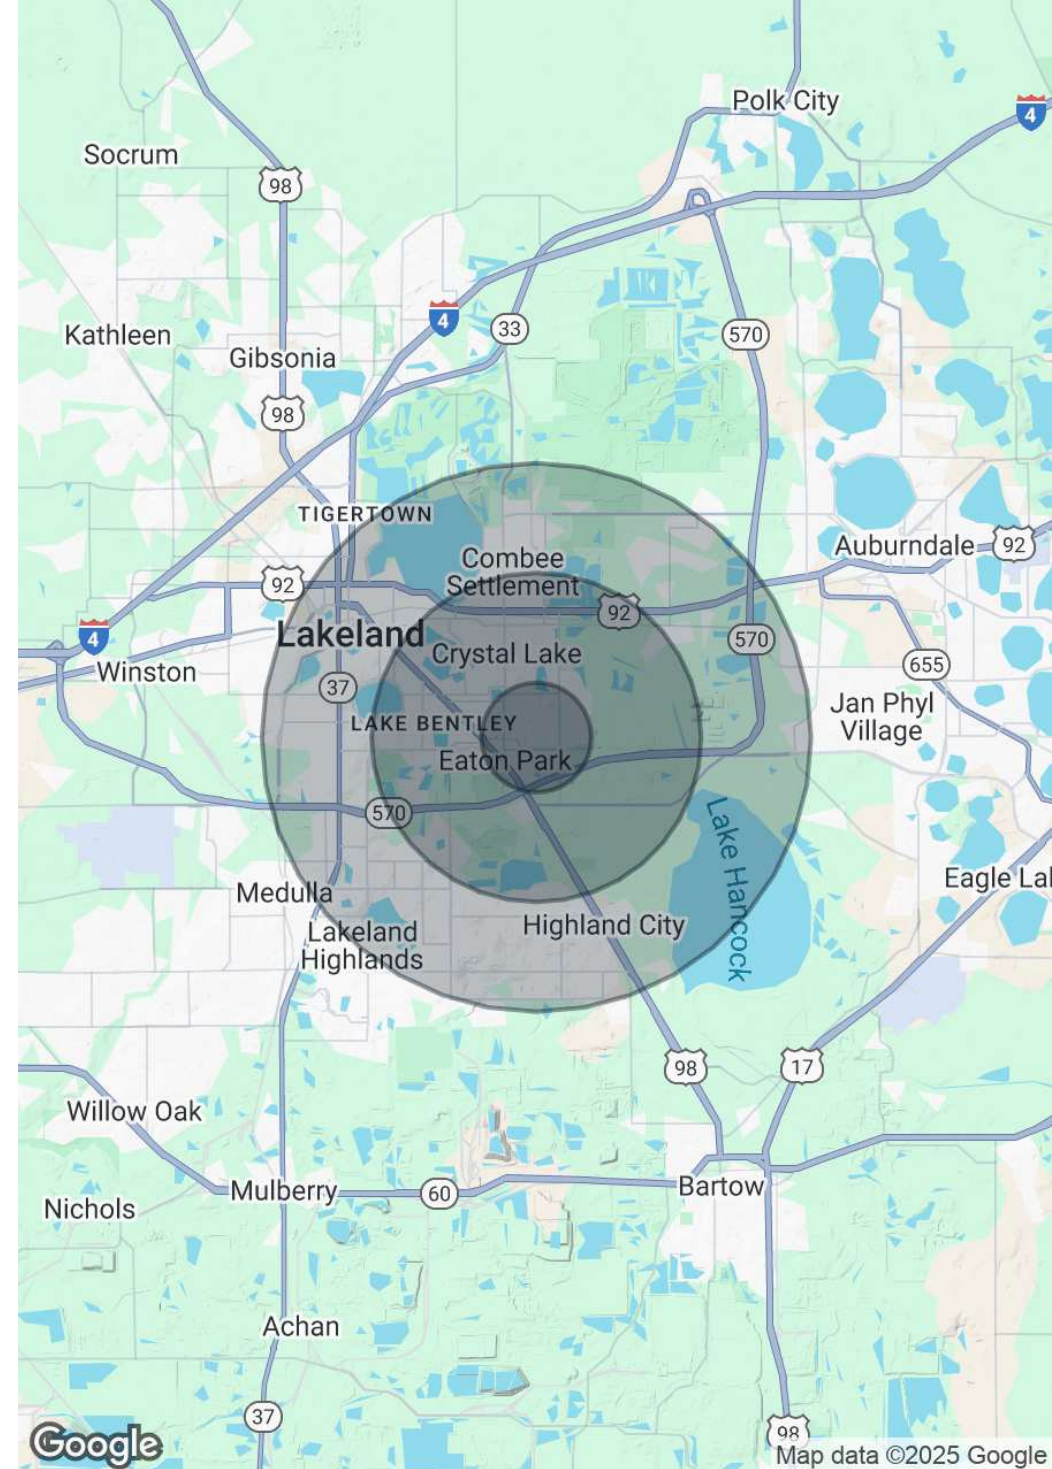 Polk City
4
Socrum
98
4
33
570
Kathleen
Gibsonia
98
TIGERTOWN
Combee
Settlement
Auburndale
92
92
92
4
Lakeland
570
Crystal Lake
655
Winston
37
LAKE BENTLEY
Jan Phyl
Village
Eaton Park
570
Lake Hancock
Medulla
Eagle Lal
Lakeland
Highlands
Highland City
98
17
Willow Oak
Mulberry
60
Bartow
Nichols
Achan
37
98
Google
Map data ©2025 Google